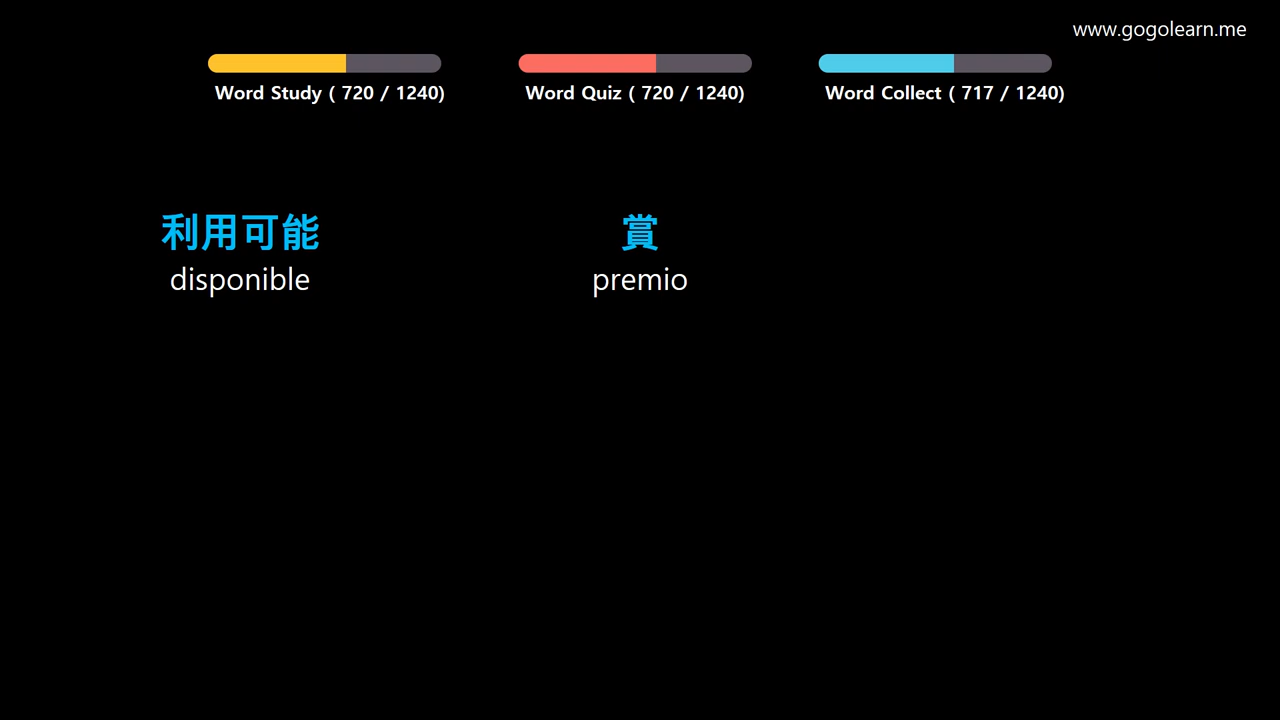 www.gogolearn.me
Word Study ( 720 / 1240)
Word Quiz ( 720 / 1240)
Word Collect ( 717 / 1240)
利用可能
disponible
賞
premio